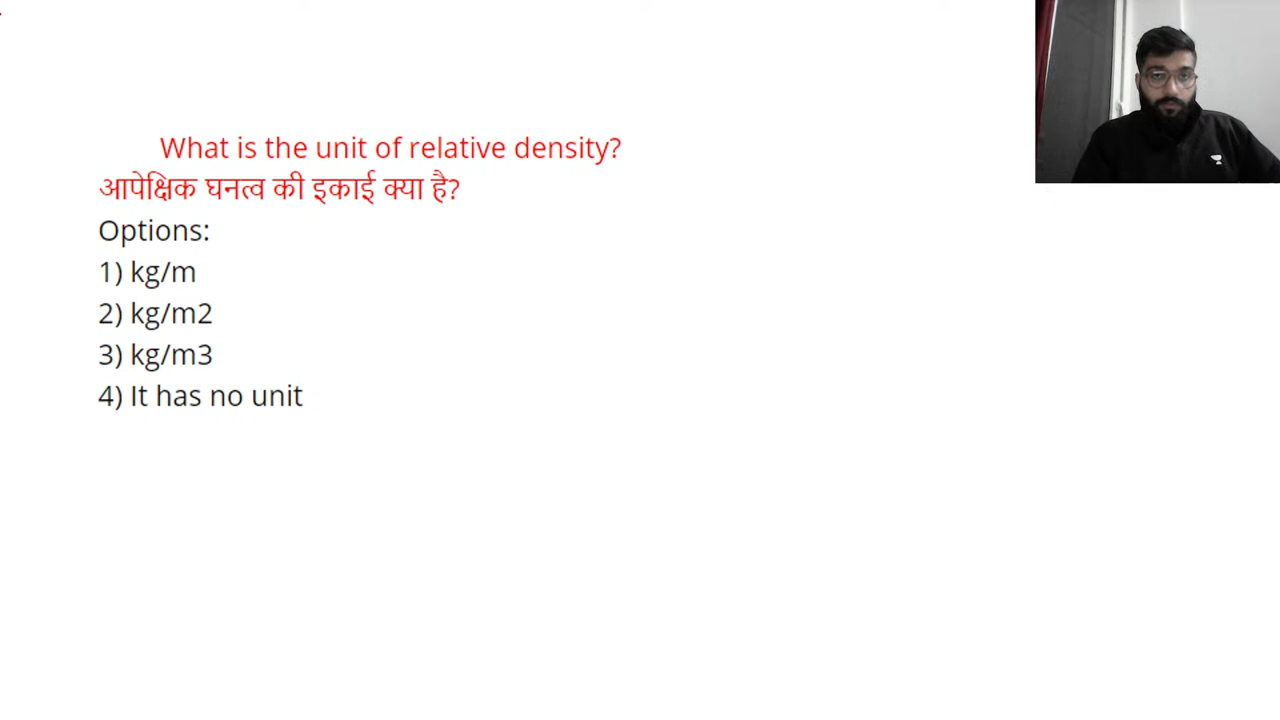 What is the unit of relative density?
आपेक्षिक घनत्व की इकाई क्या है?
Options:
1) kg/m
2) kg/m2
3) kg/m3
4) It has no unit